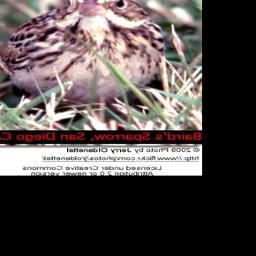 Baird's Sparrow, San Diego C
© 2009 Photo by Jerry Oldenettel
http://www.flickr.com/photos/jroldenettel/
Licensed under Creative Commons
Attribution 2.0 or newer version